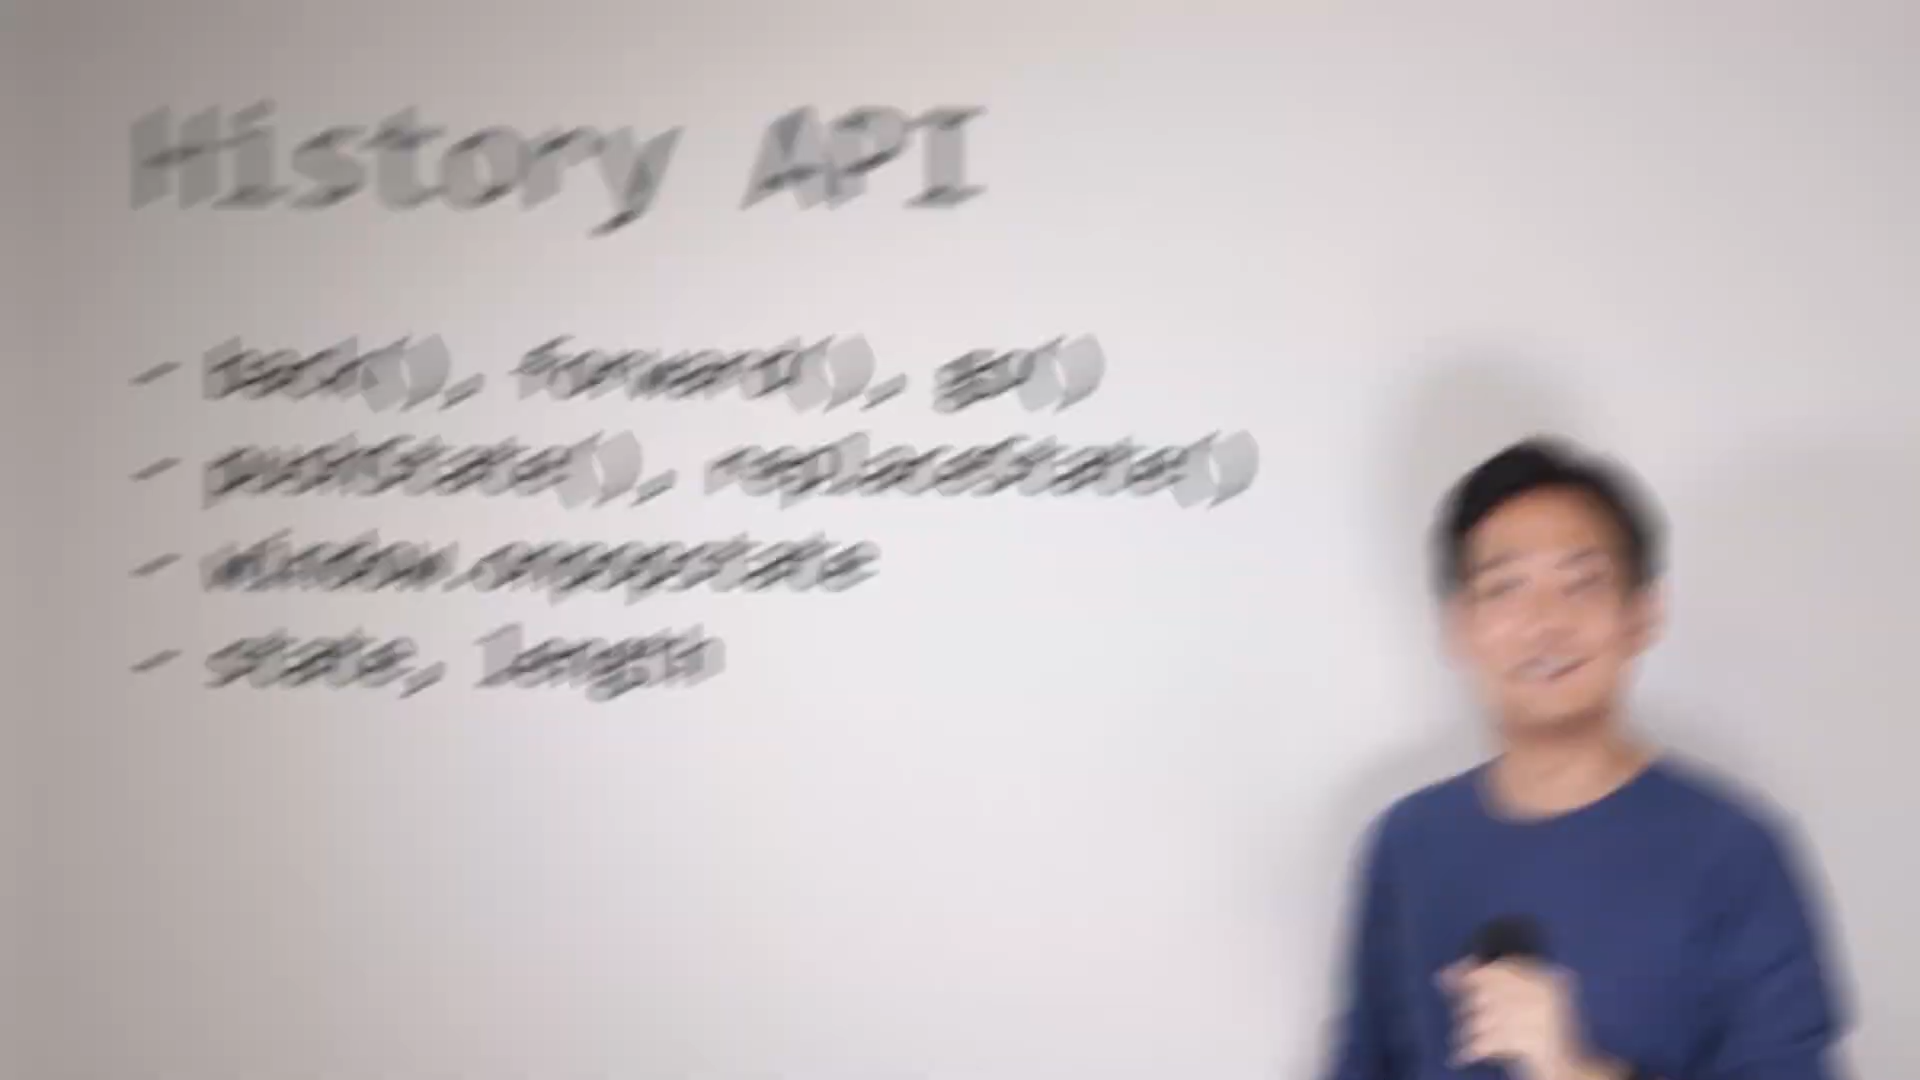 History API
- back(), forward(), go()
- pushState(), replaceState()
- window.onpopstate
- state, length